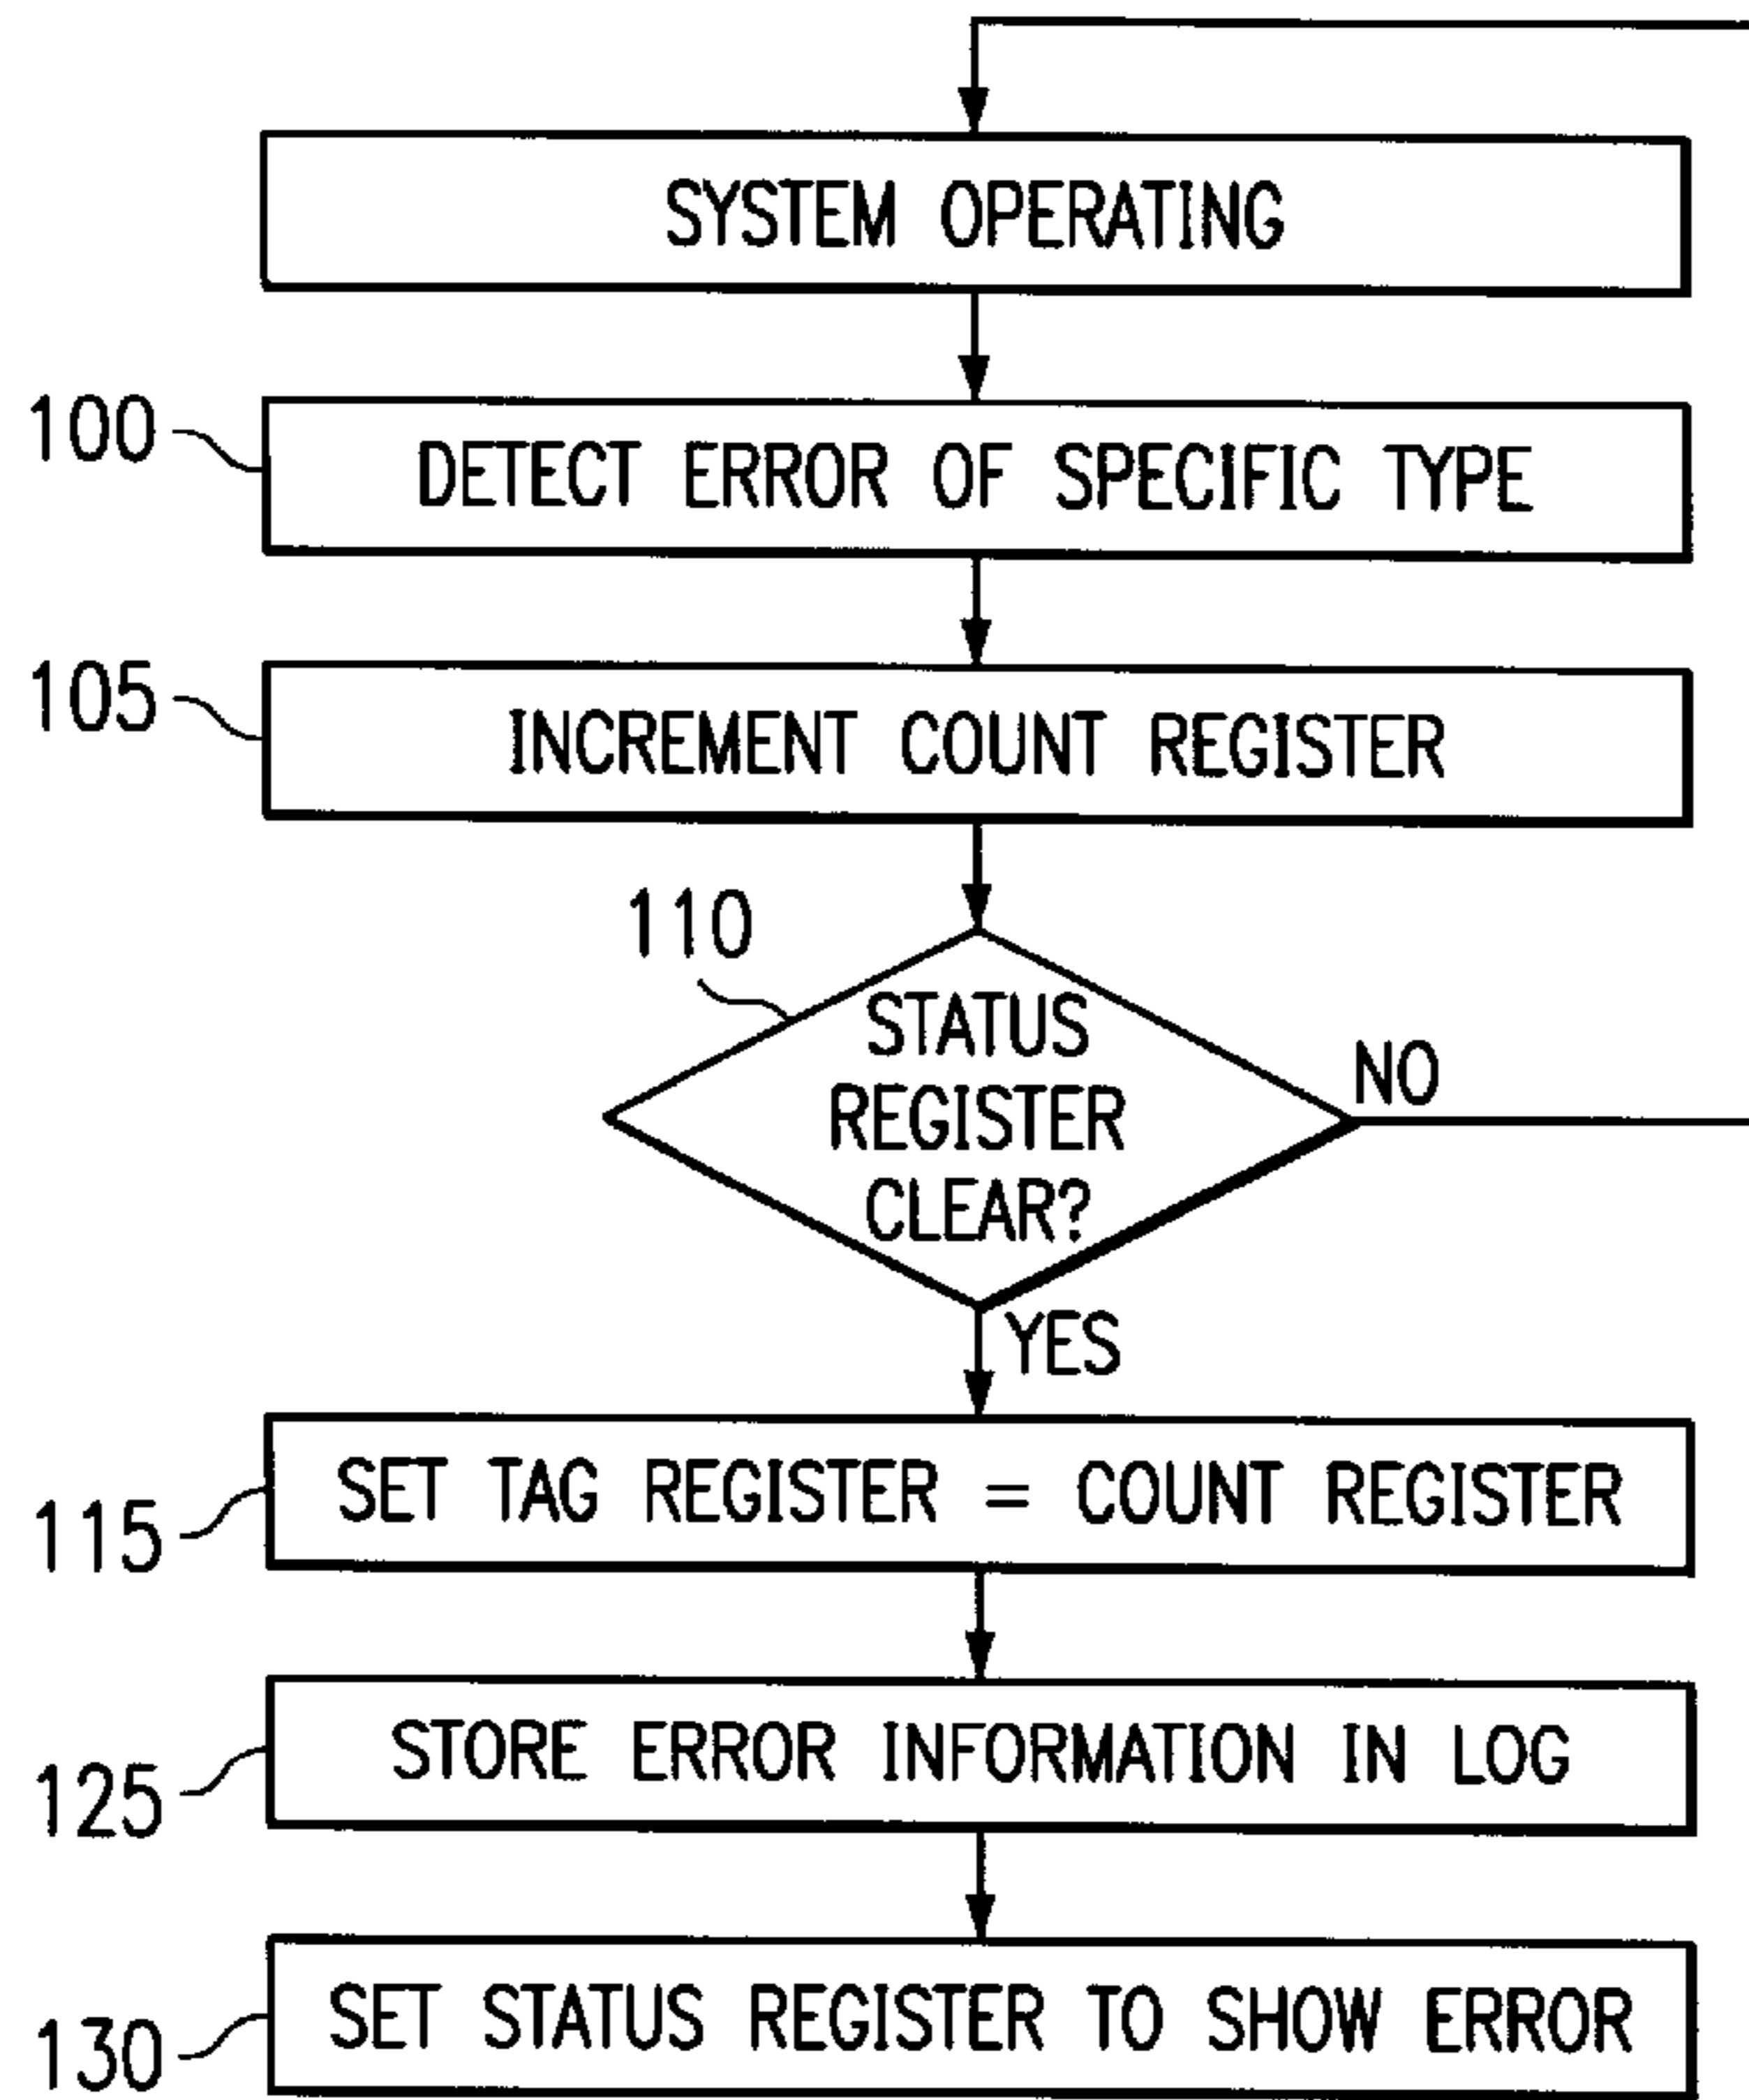 SYSTEM OPERATING
100
DETECT ERROR OF SPECIFIC TYPE
105
INCREMENT COUNT REGISTER
110
STATUS
REGISTER
CLEAR?
NO
YES
SET TAG REGISTER = COUNT REGISTER
115
STORE ERROR INFORMATION IN LOG
125
SET STATUS REGISTER TO SHOW ERROR
130